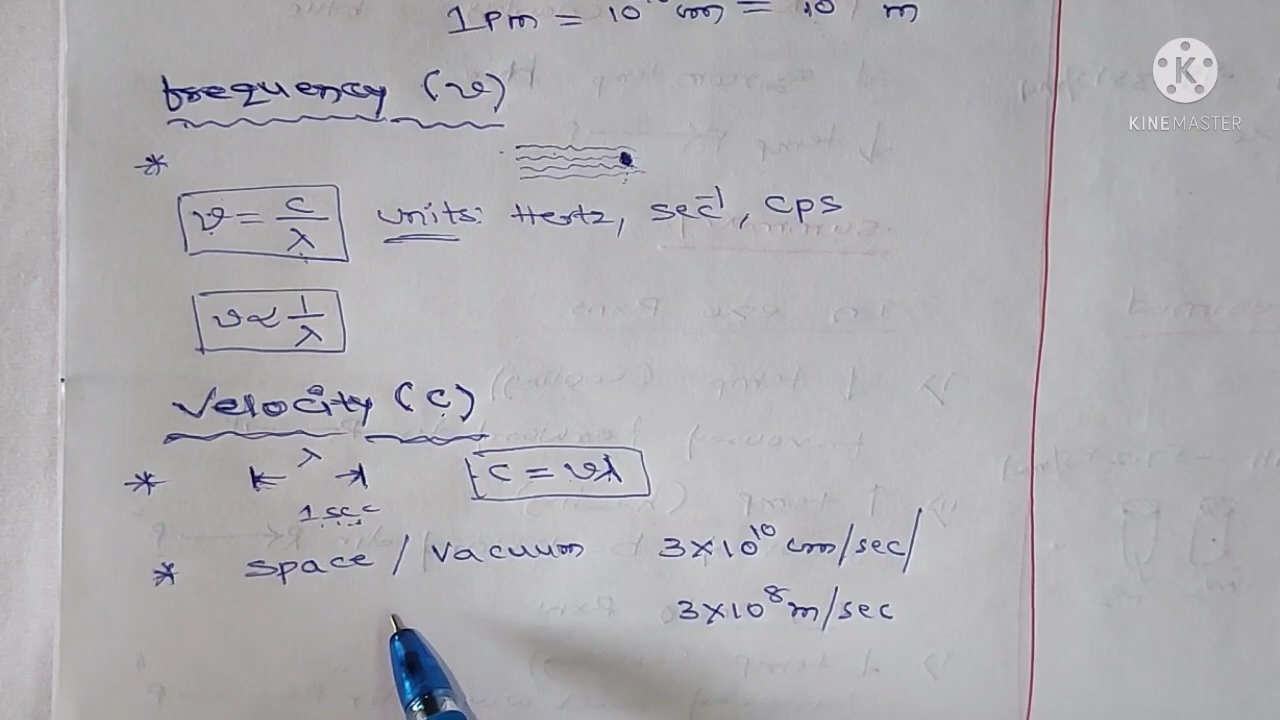 1pm = 10 cm = 10 m
frequency (ν)
*
ν = c/λ units: Hertz, sec⁻¹, cps
ν ∝ 1/λ
Velocity (c)
* λ c = νλ
1 sec
* space / vacuum 3×10¹⁰ cm/sec/
3×10⁸ m/sec
K
KINEMASTER